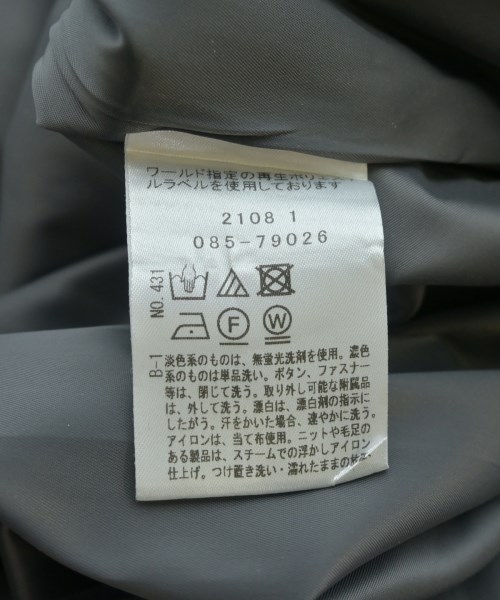 ワールド指定の再生ポリエ
ルラベルを使用しております
2108 1
085-79026
NO.431
F
W
B-1
淡色系のものは、無蛍光洗剤を使用。濃色
系のものは単品洗い。ボタン、ファスナー
等は、閉じて洗う。取り外し可能な附属品
は、外して洗う。漂白は、漂白剤の指示に
したがう。汗をかいた場合、速やかに洗う。
アイロンは、当て布使用。ニットや毛足の
ある製品は、スチームでの浮かしアイロン
仕上げ。つけ置き洗い・濡れたままの